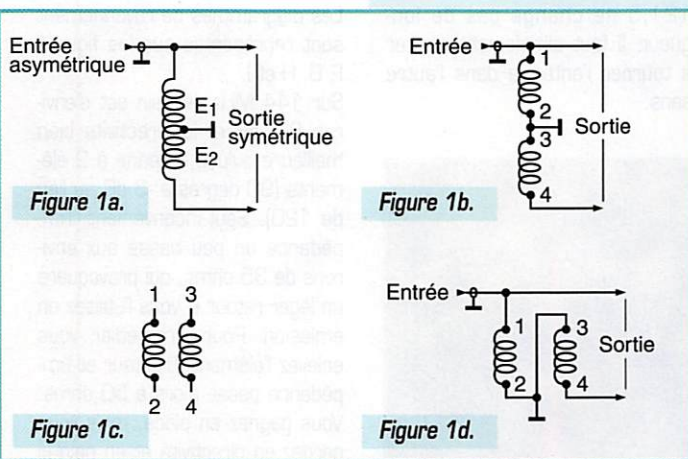 Entrée
asymétrique
E1
E2
Sortie
symétrique
Figure 1a.
Entrée
1
2
3
4
Sortie
Figure 1b.
1
3
2
4
Figure 1c.
Entrée
1
3
2
4
Sortie
Figure 1d.